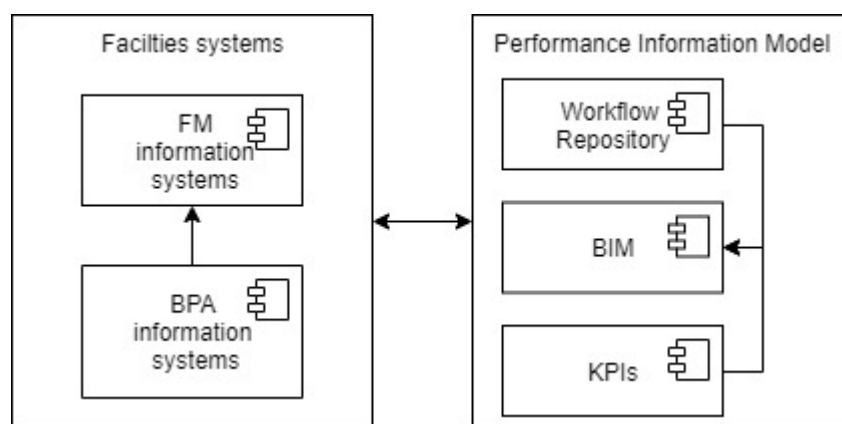 Facilties systems
FM
information
systems
BPA
information
systems
Performance Information Model
Workflow
Repository
BIM
KPIs